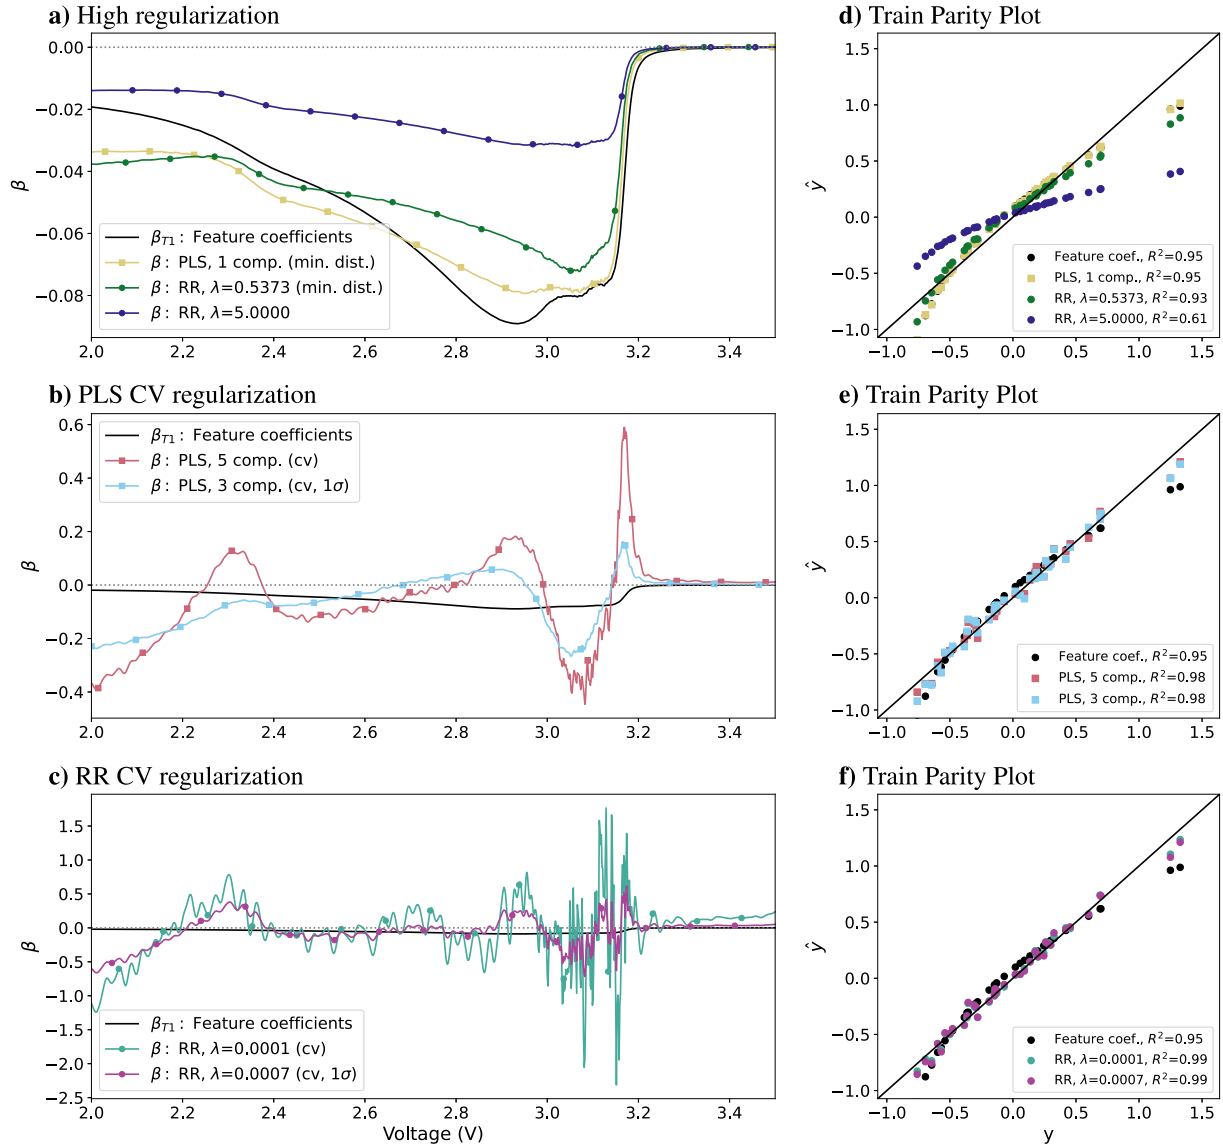 a) High regularization
0.00
−0.02
−0.04
−0.06
−0.08
β
β_T1: Feature coefficients
β: PLS, 1 comp. (min. dist.)
β: RR, λ=0.5373 (min. dist.)
β: RR, λ=5.0000
2.0 2.2 2.4 2.6 2.8 3.0 3.2 3.4
d) Train Parity Plot
1.5
1.0
0.5
0.0
−0.5
−1.0
ŷ
Feature coef., R²=0.95
PLS, 1 comp., R²=0.95
RR, λ=0.5373, R²=0.93
RR, λ=5.0000, R²=0.61
−1.0 −0.5 0.0 0.5 1.0 1.5
b) PLS CV regularization
0.6
0.4
0.2
0.0
−0.2
−0.4
β
β_T1: Feature coefficients
β: PLS, 5 comp. (cv)
β: PLS, 3 comp. (cv, 1σ)
2.0 2.2 2.4 2.6 2.8 3.0 3.2 3.4
e) Train Parity Plot
1.5
1.0
0.5
0.0
−0.5
−1.0
ŷ
Feature coef., R²=0.95
PLS, 5 comp., R²=0.98
PLS, 3 comp., R²=0.98
−1.0 −0.5 0.0 0.5 1.0 1.5
c) RR CV regularization
1.5
1.0
0.5
0.0
−0.5
−1.0
−1.5
−2.0
−2.5
β
β_T1: Feature coefficients
β: RR, λ=0.0001 (cv)
β: RR, λ=0.0007 (cv, 1σ)
2.0 2.2 2.4 2.6 2.8 3.0 3.2 3.4
Voltage (V)
f) Train Parity Plot
1.5
1.0
0.5
0.0
−0.5
−1.0
ŷ
Feature coef., R²=0.95
RR, λ=0.0001, R²=0.99
RR, λ=0.0007, R²=0.99
−1.0 −0.5 0.0 0.5 1.0 1.5
y